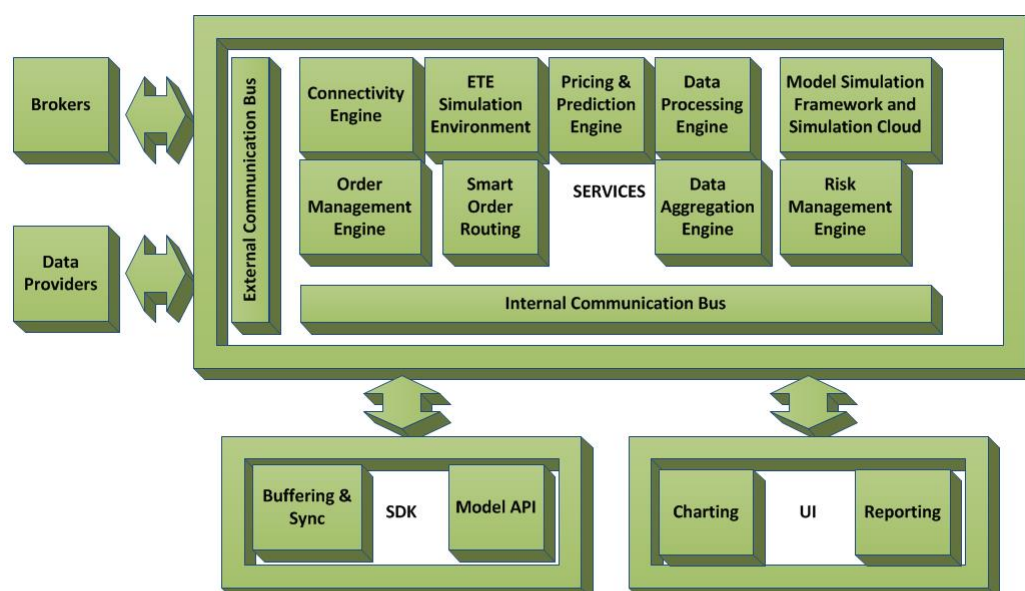 Brokers
Data
Providers
External Communication Bus
Connectivity
Engine
ETE
Simulation
Environment
Pricing &
Prediction
Engine
Data
Processing
Engine
Model Simulation
Framework and
Simulation Cloud
Order
Management
Engine
Smart
Order
Routing
SERVICES
Data
Aggregation
Engine
Risk
Management
Engine
Internal Communication Bus
Buffering &
Sync
SDK
Model API
Charting
UI
Reporting